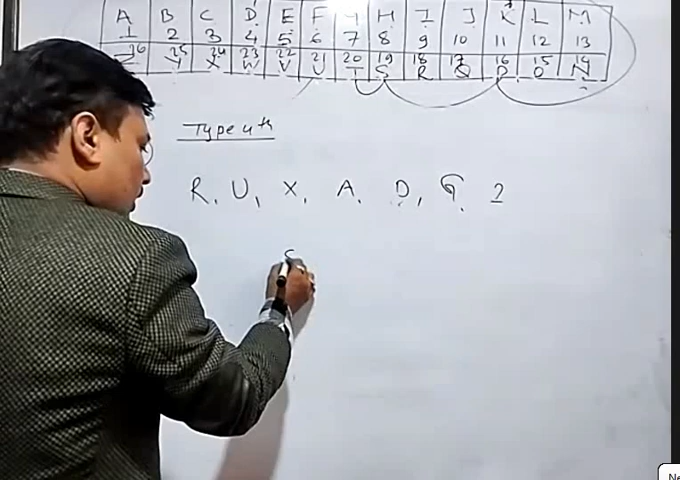 A B C D E F G H I J K L M
1 2 3 4 5 6 7 8 9 10 11 12 13
26 25 24 23 22 21 20 19 18 17 16 15 14
Z Y X W V U T S R Q P O N
Type 4th
R, U, X, A, D, G, ?
S
Ne